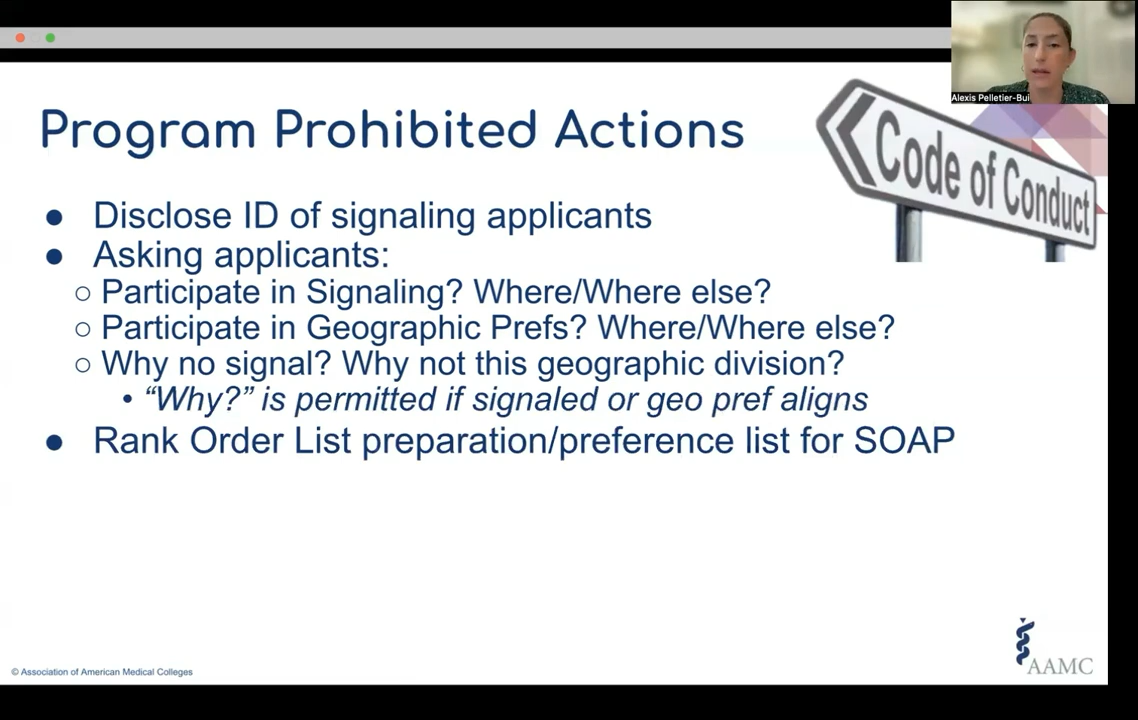 Alexis Pelletier-Bui
Program Prohibited Actions
Code of Conduct
● Disclose ID of signaling applicants
● Asking applicants:
○ Participate in Signaling? Where/Where else?
○ Participate in Geographic Prefs? Where/Where else?
○ Why no signal? Why not this geographic division?
• “Why?” is permitted if signaled or geo pref aligns
● Rank Order List preparation/preference list for SOAP
© Association of American Medical Colleges
AAMC